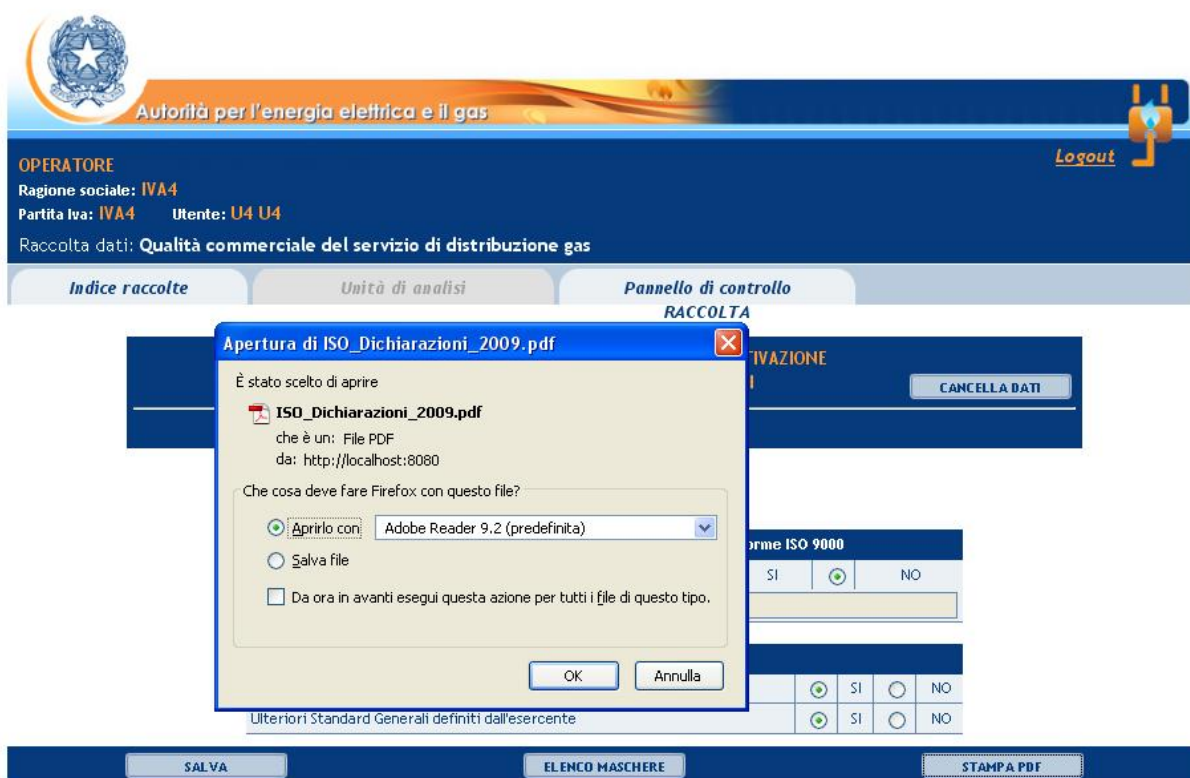 Autorità per l'energia elettrica e il gas
Logout
OPERATORE
Ragione sociale: IVA4
Partita Iva: IVA4 Utente: U4 U4
Raccolta dati: Qualità commerciale del servizio di distribuzione gas
Indice raccolte Unità di analisi Pannello di controllo
RACCOLTA
Apertura di ISO_Dichiarazioni_2009.pdf
TIVAZIONE
CANCELLA DATI
È stato scelto di aprire
ISO_Dichiarazioni_2009.pdf
che è un: File PDF
da: http://localhost:8080
Che cosa deve fare Firefox con questo file?
Aprirlo con Adobe Reader 9.2 (predefinita)
orme ISO 9000
Salva file
SI NO
Da ora in avanti esegui questa azione per tutti i file di questo tipo.
OK Annulla
SI NO
Ulteriori Standard Generali definiti dall'esercente SI NO
SALVA ELENCO MASCHERE STAMPA PDF